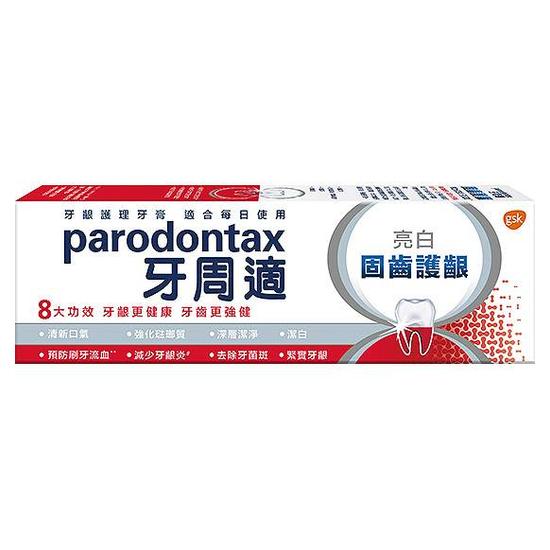 牙齦護理牙膏 適合每日使用
parodontax
牙周適
8大功效 牙齦更健康 牙齒更強健
•清新口氣 •強化琺瑯質 •深層潔淨 •潔白
•預防刷牙流血** •減少牙齦炎# •去除牙菌斑 •緊實牙齦
gsk
亮白
固齒護齦